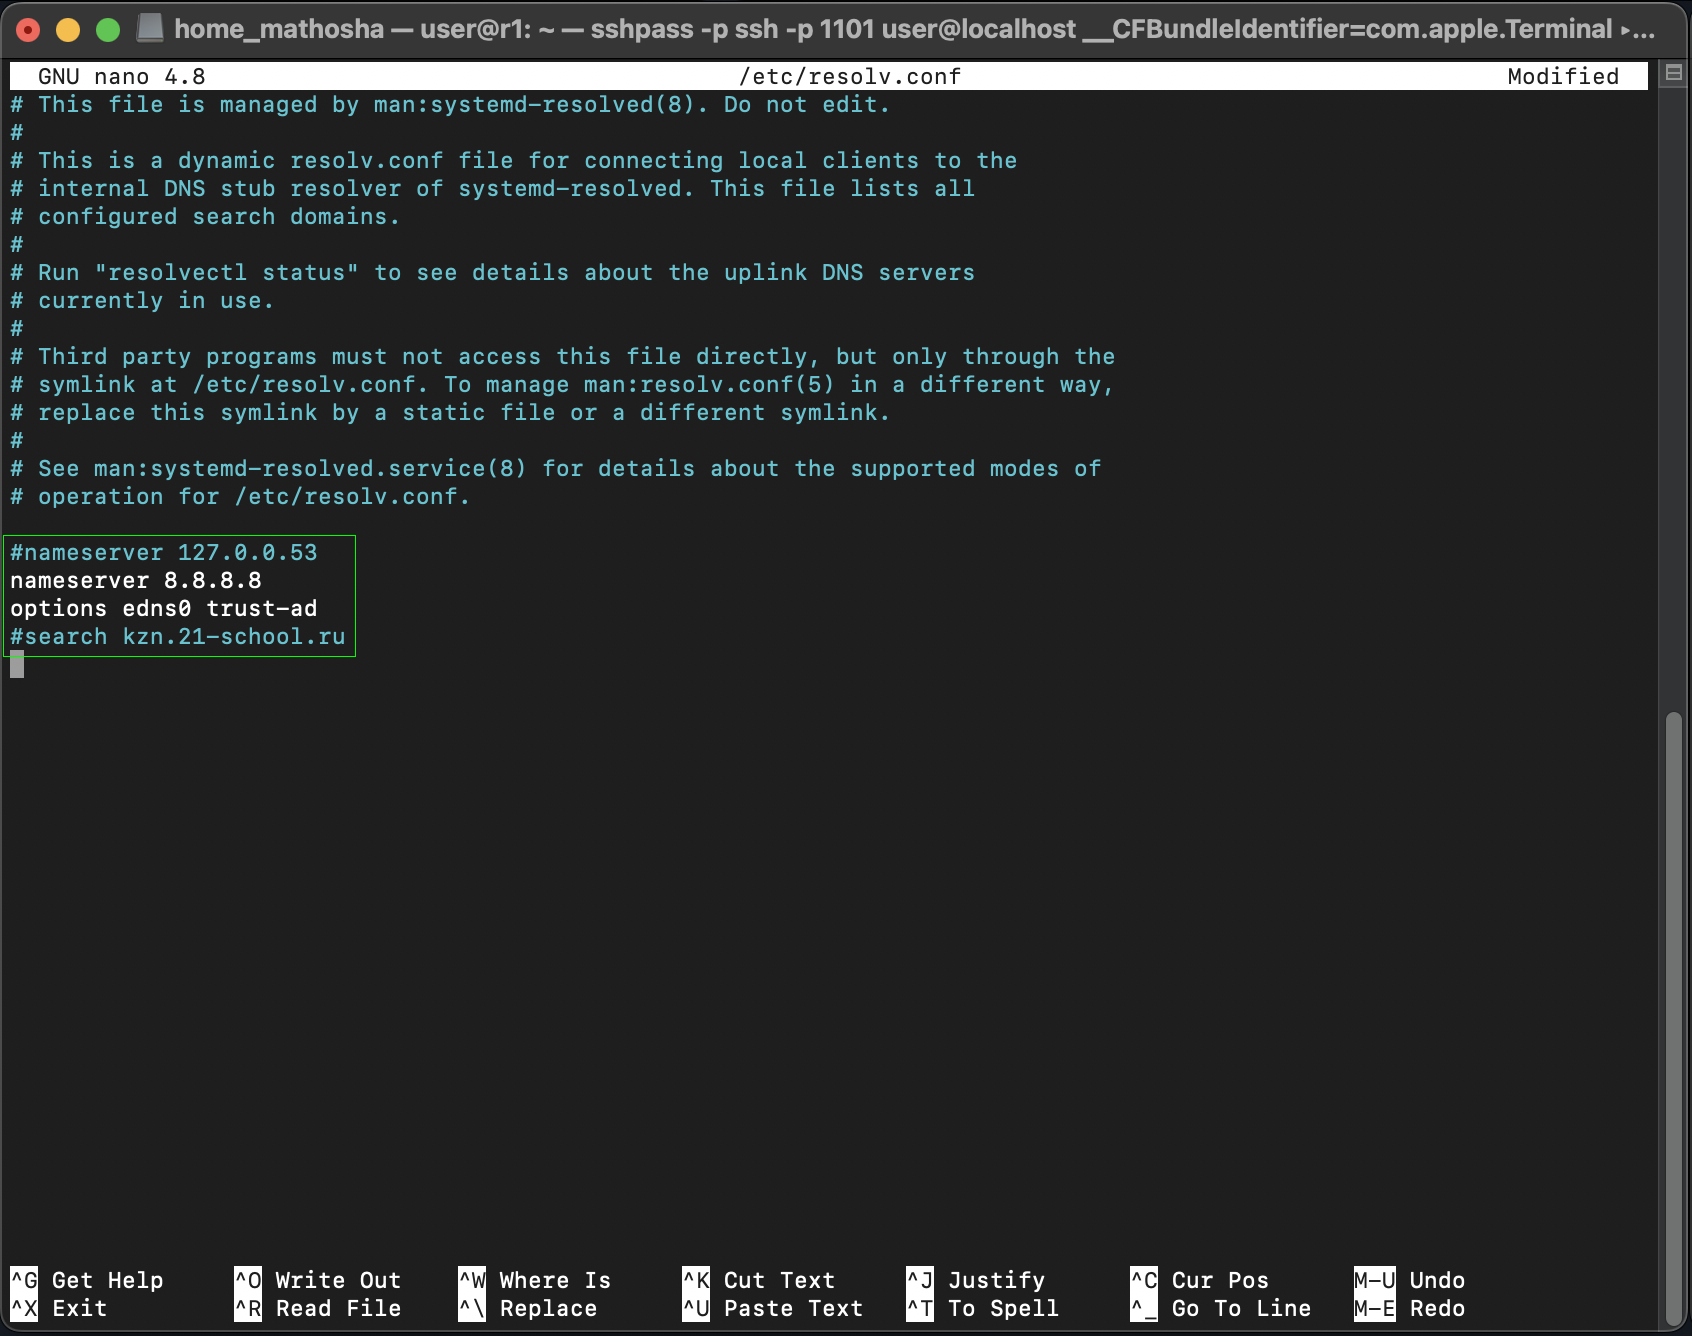 home_mathosha — user@r1: ~ — sshpass -p ssh -p 1101 user@localhost __CFBundleIdentifier=com.apple.Terminal ▸...
GNU nano 4.8 /etc/resolv.conf Modified
# This file is managed by man:systemd-resolved(8). Do not edit.
#
# This is a dynamic resolv.conf file for connecting local clients to the
# internal DNS stub resolver of systemd-resolved. This file lists all
# configured search domains.
#
# Run "resolvectl status" to see details about the uplink DNS servers
# currently in use.
#
# Third party programs must not access this file directly, but only through the
# symlink at /etc/resolv.conf. To manage man:resolv.conf(5) in a different way,
# replace this symlink by a static file or a different symlink.
#
# See man:systemd-resolved.service(8) for details about the supported modes of
# operation for /etc/resolv.conf.
#nameserver 127.0.0.53
nameserver 8.8.8.8
options edns0 trust-ad
#search kzn.21-school.ru
^G Get Help ^O Write Out ^W Where Is ^K Cut Text ^J Justify ^C Cur Pos M-U Undo
^X Exit ^R Read File ^\ Replace ^U Paste Text ^T To Spell ^_ Go To Line M-E Redo